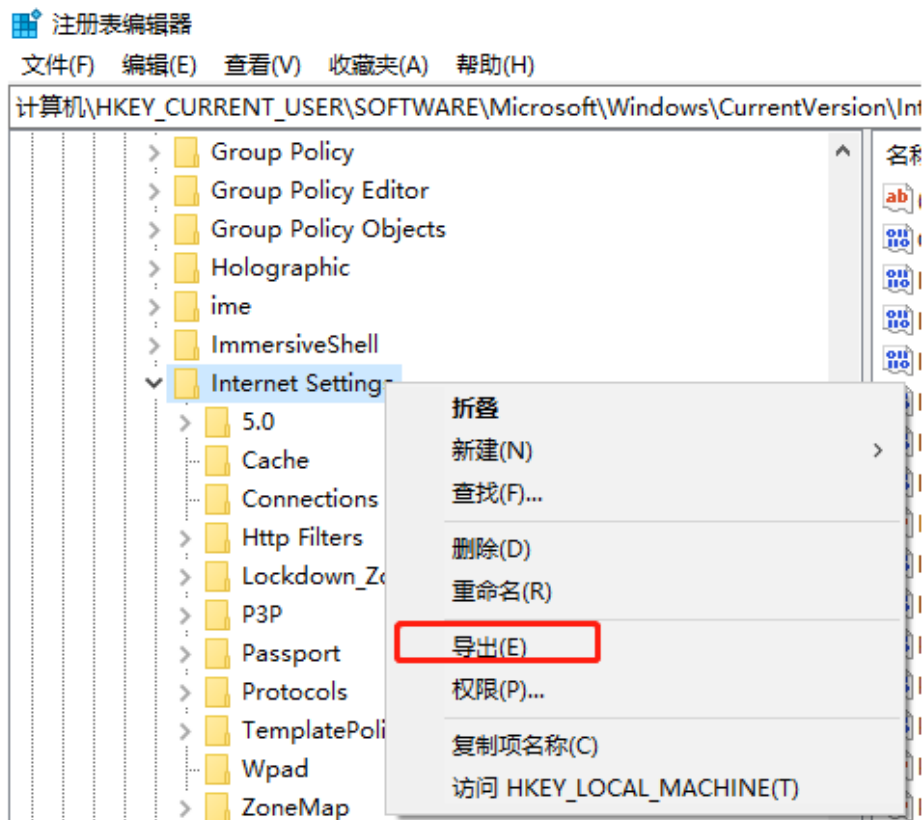 注册表编辑器
文件(F) 编辑(E) 查看(V) 收藏夹(A) 帮助(H)
计算机\HKEY_CURRENT_USER\SOFTWARE\Microsoft\Windows\CurrentVersion\Int
Group Policy
Group Policy Editor
Group Policy Objects
Holographic
ime
ImmersiveShell
Internet Settings
5.0
Cache
Connections
Http Filters
Lockdown_Zo
P3P
Passport
Protocols
TemplatePoli
Wpad
ZoneMap
折叠
新建(N)
查找(F)...
删除(D)
重命名(R)
导出(E)
权限(P)...
复制项名称(C)
访问 HKEY_LOCAL_MACHINE(T)